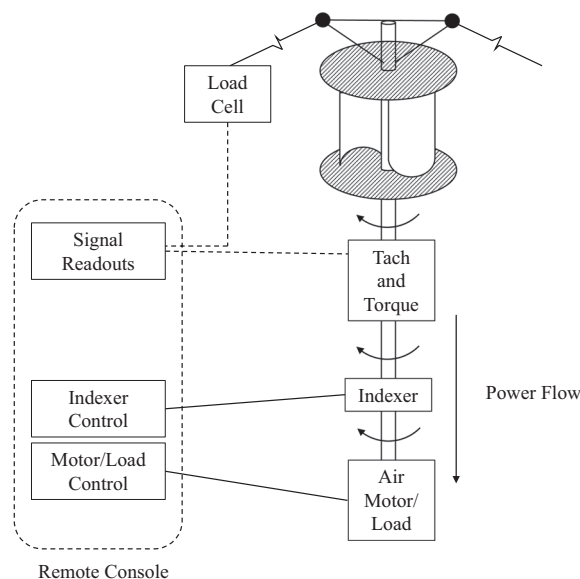 Load
Cell
Signal
Readouts
Tach
and
Torque
Indexer
Control
Indexer
Power Flow
Motor/Load
Control
Air
Motor/
Load
Remote Console